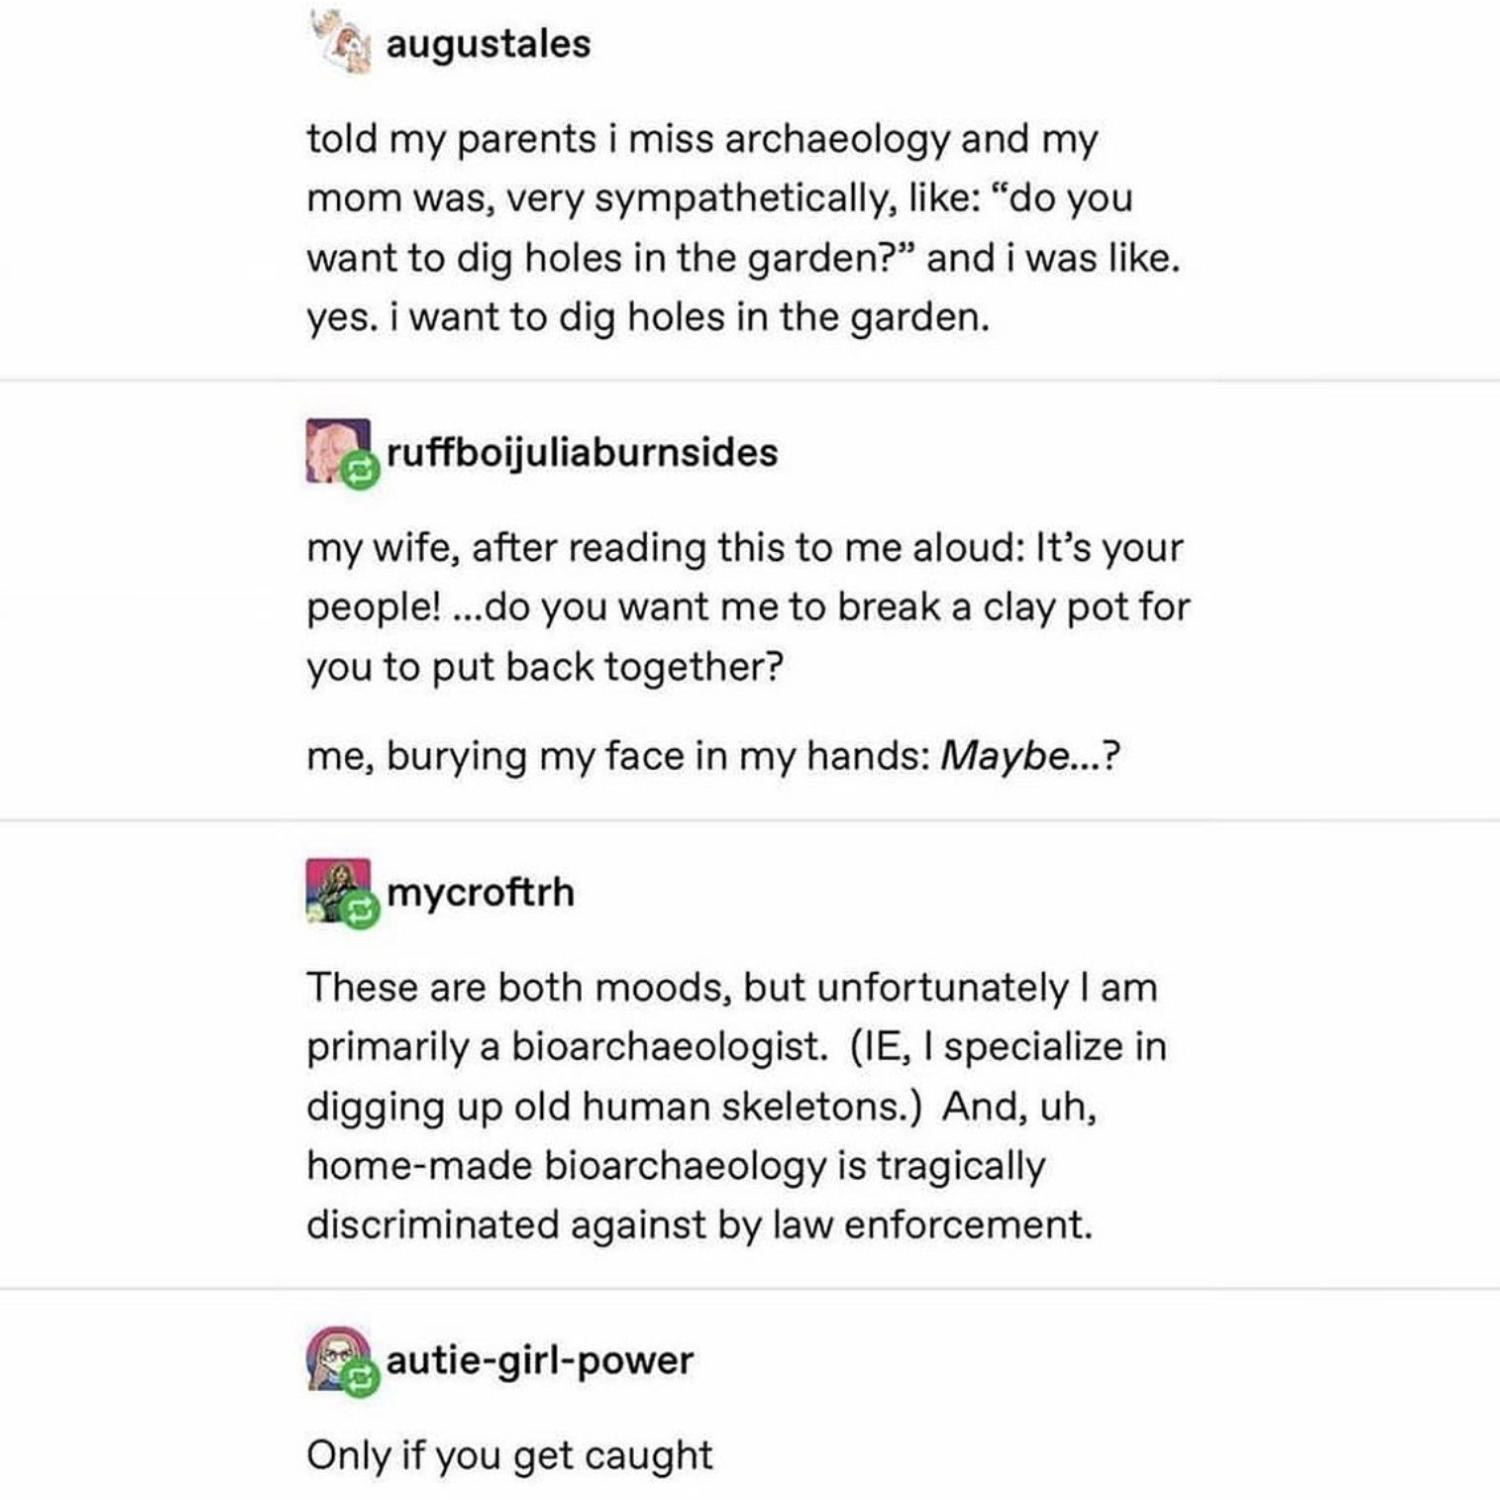 augustales
told my parents i miss archaeology and my
mom was, very sympathetically, like: “do you
want to dig holes in the garden?” and i was like.
yes. i want to dig holes in the garden.
ruffboijuliaburnsides
my wife, after reading this to me aloud: It’s your
people! ...do you want me to break a clay pot for
you to put back together?
me, burying my face in my hands: Maybe...?
mycroftrh
These are both moods, but unfortunately I am
primarily a bioarchaeologist.  (IE, I specialize in
digging up old human skeletons.)  And, uh,
home-made bioarchaeology is tragically
discriminated against by law enforcement.
autie-girl-power
Only if you get caught